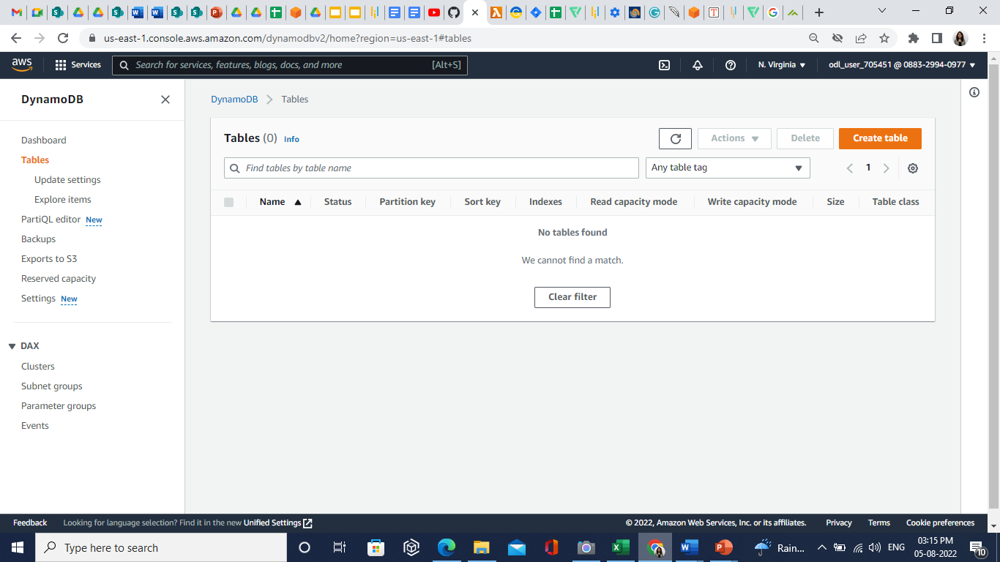 us-east-1.console.aws.amazon.com/dynamodbv2/home?region=us-east-1#tables
aws
Services
Search for services, features, blogs, docs, and more
[Alt+S]
N. Virginia
odl_user_705451 @ 0883-2994-0977
DynamoDB
Dashboard
Tables
Update settings
Explore items
PartiQL editor New
Backups
Exports to S3
Reserved capacity
Settings New
DAX
Clusters
Subnet groups
Parameter groups
Events
DynamoDB Tables
Tables (0) Info
Actions
Delete
Create table
Find tables by table name
Any table tag
1
Name Status Partition key Sort key Indexes Read capacity mode Write capacity mode Size Table class
No tables found
We cannot find a match.
Clear filter
Feedback
Looking for language selection? Find it in the new Unified Settings
© 2022, Amazon Web Services, Inc. or its affiliates.
Privacy
Terms
Cookie preferences
Type here to search
Rain...
ENG
03:15 PM
05-08-2022
10